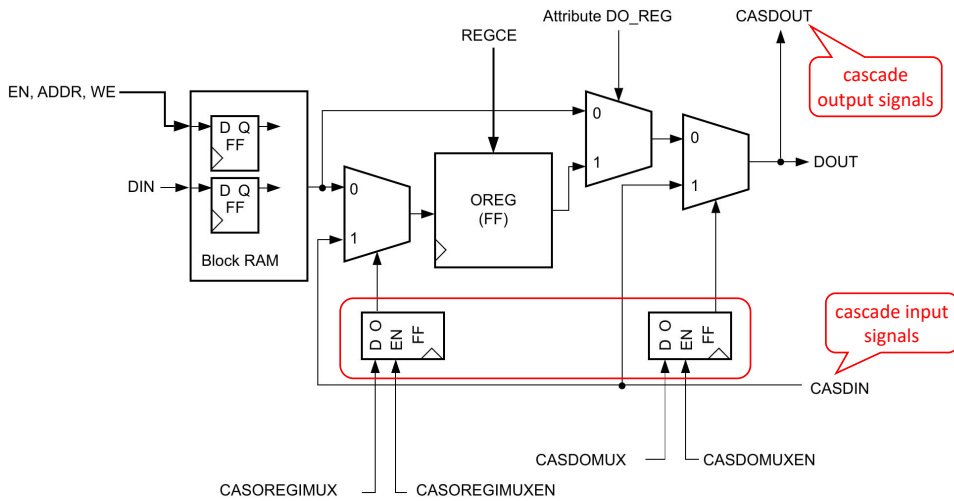 Attribute DO_REG
CASDOUT
REGCE
cascade
output signals
EN, ADDR, WE
D Q
FF
0
1
0
1
DOUT
DIN
D Q
FF
0
1
OREG
(FF)
Block RAM
D O
EN
FF
D O
EN
FF
cascade input
signals
CASDIN
CASDOMUX
CASDOMUXEN
CASOREGIMUX
CASOREGIMUXEN